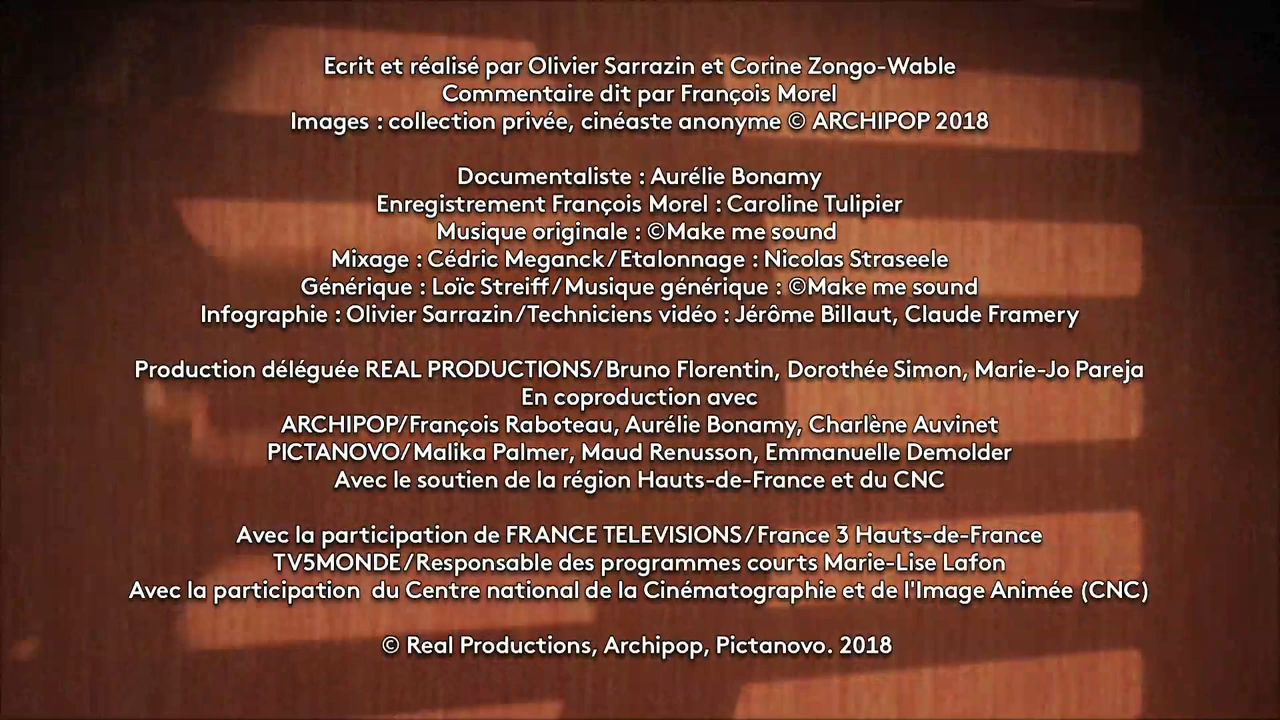 Ecrit et réalisé par Olivier Sarrazin et Corine Zongo-Wable
Commentaire dit par François Morel
Images : collection privée, cinéaste anonyme © ARCHIPOP 2018
Documentaliste : Aurélie Bonamy
Enregistrement François Morel : Caroline Tulipier
Musique originale : ©Make me sound
Mixage : Cédric Meganck/Etalonnage : Nicolas Straseele
Générique : Loïc Streiff/Musique générique : ©Make me sound
Infographie : Olivier Sarrazin/Techniciens vidéo : Jérôme Billaut, Claude Framery
Production déléguée REAL PRODUCTIONS/Bruno Florentin, Dorothée Simon, Marie-Jo Pareja
En coproduction avec
ARCHIPOP/François Raboteau, Aurélie Bonamy, Charlène Auvinet
PICTANOVO/Malika Palmer, Maud Renusson, Emmanuelle Demolder
Avec le soutien de la région Hauts-de-France et du CNC
Avec la participation de FRANCE TELEVISIONS/France 3 Hauts-de-France
TV5MONDE/Responsable des programmes courts Marie-Lise Lafon
Avec la participation du Centre national de la Cinématographie et de l'Image Animée (CNC)
© Real Productions, Archipop, Pictanovo. 2018